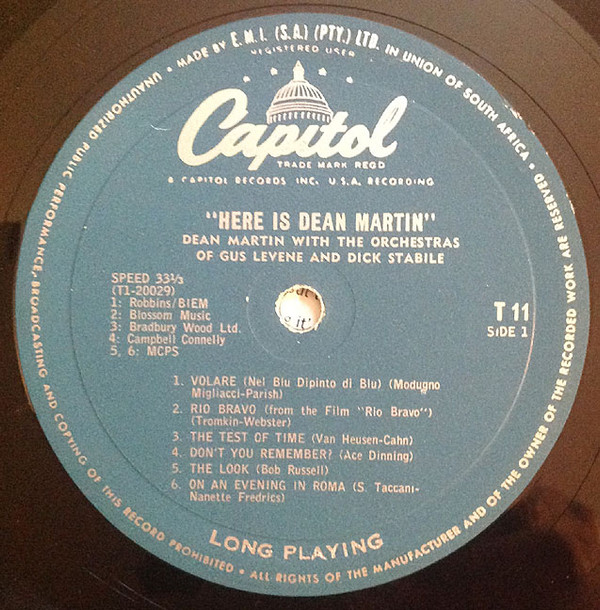 UNAUTHORIZED PUBLIC PERFORMANCE, BROADCASTING AND COPYING OF THIS RECORD PROHIBITED • ALL RIGHTS OF THE MANUFACTURER AND OF THE OWNER OF THE RECORDED WORK ARE RESERVED •
MADE BY E.M.I. (S.A.) (PTY.) LTD. IN UNION OF SOUTH AFRICA •
REGISTERED USER
Capitol
TRADE MARK REGD
CAPITOL RECORDS INC. U.S.A. RECORDING
"HERE IS DEAN MARTIN"
DEAN MARTIN WITH THE ORCHESTRAS
OF GUS LEVENE AND DICK STABILE
SPEED 33⅓
(T1-20029)
1: Robbins/BIEM
2: Blossom Music
3: Bradbury Wood Ltd.
4: Campbell Connelly
5, 6: MCPS
T 11
SIDE 1
1. VOLARE (Nel Blu Dipinto di Blu) (Modugno
Migliacci-Parish)
2. RIO BRAVO (from the Film "Rio Bravo")
(Tromkin-Webster)
3. THE TEST OF TIME (Van Heusen-Cahn)
4. DON'T YOU REMEMBER? (Ace Dinning)
5. THE LOOK (Bob Russell)
6. ON AN EVENING IN ROMA (S. Taccani-
Nanette Fredrics)
LONG PLAYING